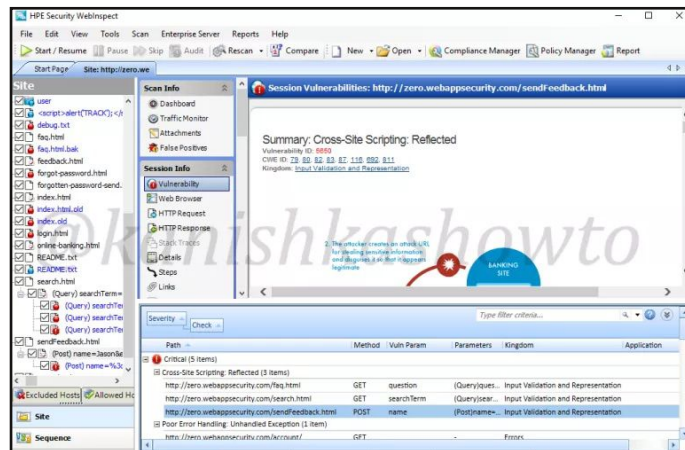 HPE Security WebInspect
File Edit View Tools Scan Enterprise Server Reports Help
Start / Resume Pause Skip Audit Rescan Compare New Open Compliance Manager Policy Manager Report
Start Page Site: http://zero.we
Site
user
<script>alert('TRACK');</
debug.txt
faq.html
faq.html.bak
feedback.html
forgot-password.html
forgotten-password-send.
index.html
index.html.old
index.old
login.html
online-banking.html
README.txt
README.txt
search.html
(Query) searchTerm=
(Query) searchTe
(Query) searchTe
(Query) searchTe
sendFeedback.html
(Post) name=Jason&e
(Post) name=%3c
Excluded Hosts Allowed Ho
Site
Sequence
Scan Info
Dashboard
Traffic Monitor
Attachments
False Positives
Session Info
Vulnerability
Web Browser
HTTP Request
HTTP Response
Stack Traces
Details
Steps
Links
Session Vulnerabilities: http://zero.webappsecurity.com/sendFeedback.html
Summary: Cross-Site Scripting: Reflected
Vulnerability ID: 5650
CWE ID: 79, 80, 82, 83, 87, 116, 692, 811
Kingdom: Input Validation and Representation
2. The attacker creates an attack URL
for stealing sensitive information
and disguises it so that it appears
legitimate
BANKING
SITE
@kanishkashowto
Severity
Check
Type filter criteria...
Path Method Vuln Param Parameters Kingdom Application
Critical (5 items)
Cross-Site Scripting: Reflected (3 items)
http://zero.webappsecurity.com/faq.html GET question (Query)ques... Input Validation and Representation
http://zero.webappsecurity.com/search.html GET searchTerm (Query)sear... Input Validation and Representation
http://zero.webappsecurity.com/sendFeedback.html POST name (Post)name=... Input Validation and Representation
Poor Error Handling: Unhandled Exception (1 item)
http://zero.webappsecurity.com/account/ GET - Errors